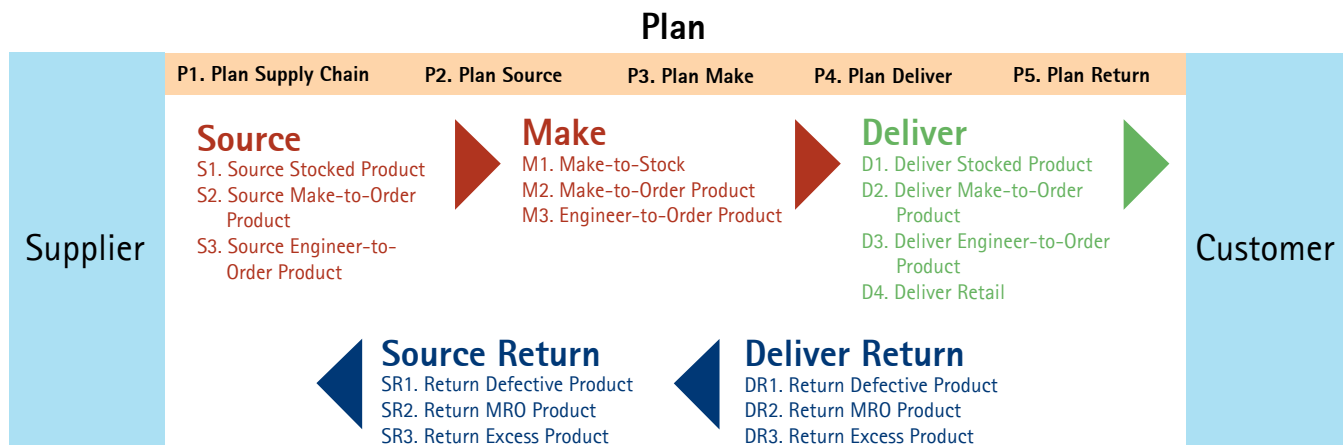 Plan
P1. Plan Supply Chain
P2. Plan Source
P3. Plan Make
P4. Plan Deliver
P5. Plan Return
Supplier
Source
S1. Source Stocked Product
S2. Source Make-to-Order
Product
S3. Source Engineer-to-
Order Product
Make
M1. Make-to-Stock
M2. Make-to-Order Product
M3. Engineer-to-Order Product
Deliver
D1. Deliver Stocked Product
D2. Deliver Make-to-Order
Product
D3. Deliver Engineer-to-Order
Product
D4. Deliver Retail
Customer
Source Return
SR1. Return Defective Product
SR2. Return MRO Product
SR3. Return Excess Product
Deliver Return
DR1. Return Defective Product
DR2. Return MRO Product
DR3. Return Excess Product